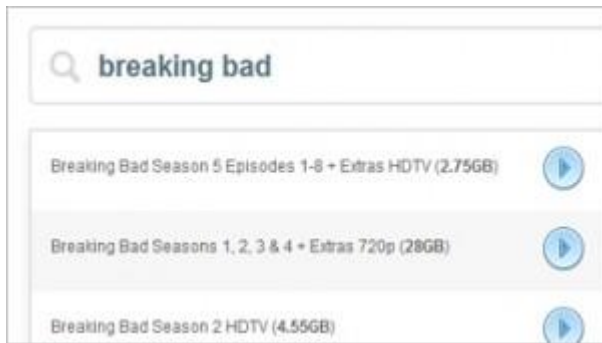 breaking bad
Breaking Bad Season 5 Episodes 1-8 + Extras HDTV (2.75GB)
Breaking Bad Seasons 1, 2, 3 & 4 + Extras 720p (28GB)
Breaking Bad Season 2 HDTV (4.55GB)